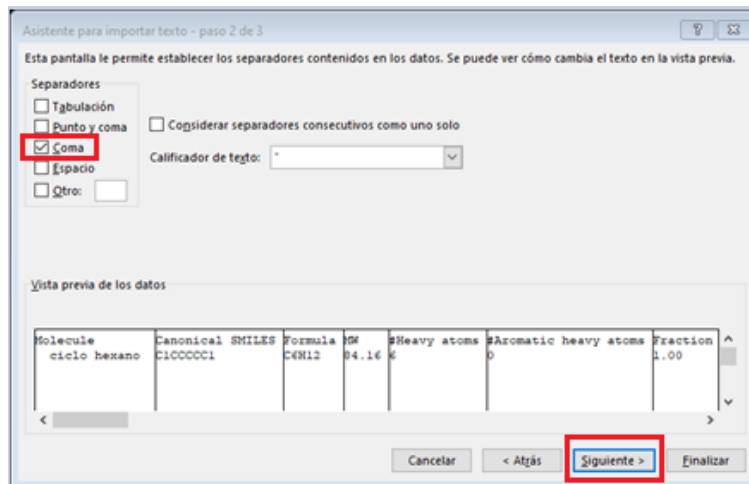 Asistente para importar texto - paso 2 de 3
Esta pantalla le permite establecer los separadores contenidos en los datos. Se puede ver cómo cambia el texto en la vista previa.
Separadores
Tabulación
Punto y coma
Coma
Espacio
Otro:
Considerar separadores consecutivos como uno solo
Calificador de texto: "
Vista previa de los datos
Molecule Canonical SMILES Formula MW #Heavy atoms #Aromatic heavy atoms Fraction
ciclo hexano C1CCCCC1 C6H12 84.16 6 0 1.00
Cancelar < Atrás Siguiente > Finalizar